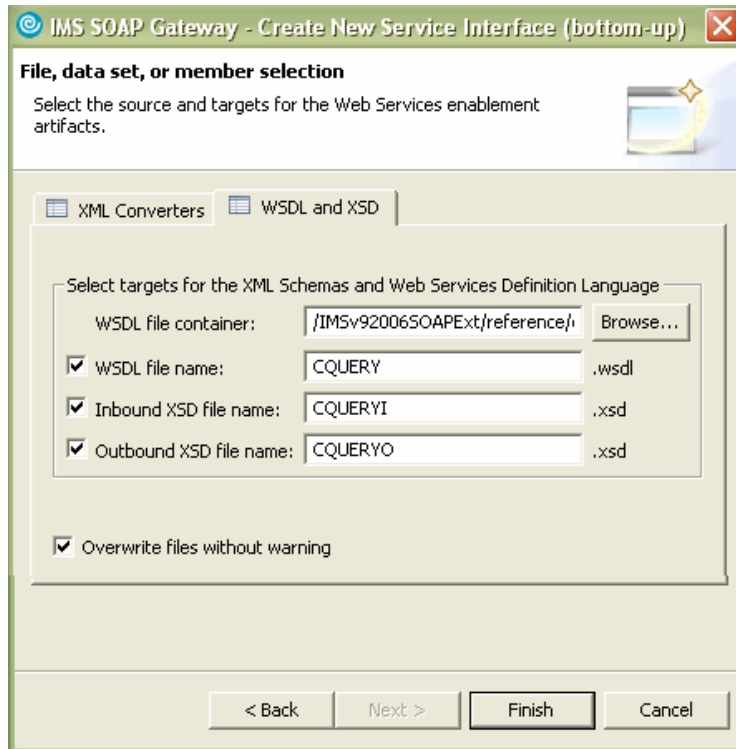 IMS SOAP Gateway - Create New Service Interface (bottom-up)
File, data set, or member selection
Select the source and targets for the Web Services enablement
artifacts.
XML Converters WSDL and XSD
Select targets for the XML Schemas and Web Services Definition Language
WSDL file container: /IMSv92006SOAPExt/reference/ Browse...
WSDL file name: CQUERY .wsdl
Inbound XSD file name: CQUERYI .xsd
Outbound XSD file name: CQUERYO .xsd
Overwrite files without warning
< Back Next > Finish Cancel